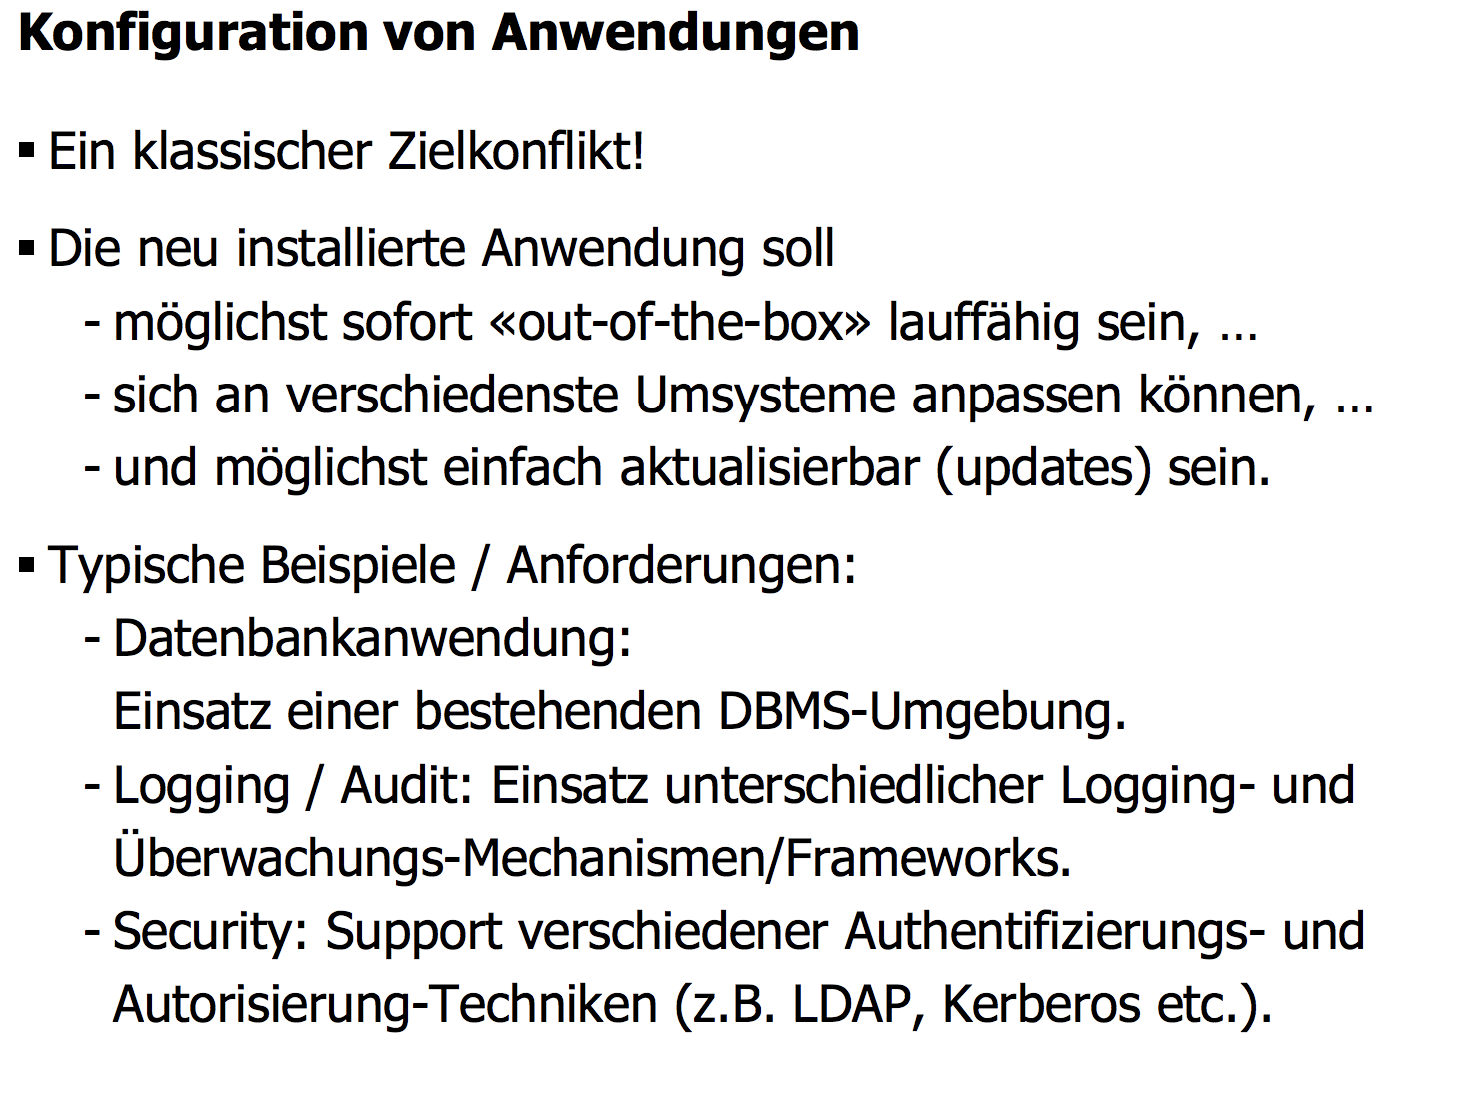 Konfiguration von Anwendungen
▪ Ein klassischer Zielkonflikt!
▪ Die neu installierte Anwendung soll
- möglichst sofort «out-of-the-box» lauffähig sein, …
- sich an verschiedenste Umsysteme anpassen können, …
- und möglichst einfach aktualisierbar (updates) sein.
▪ Typische Beispiele / Anforderungen:
- Datenbankanwendung:
Einsatz einer bestehenden DBMS-Umgebung.
- Logging / Audit: Einsatz unterschiedlicher Logging- und
Überwachungs-Mechanismen/Frameworks.
- Security: Support verschiedener Authentifizierungs- und
Autorisierung-Techniken (z.B. LDAP, Kerberos etc.).